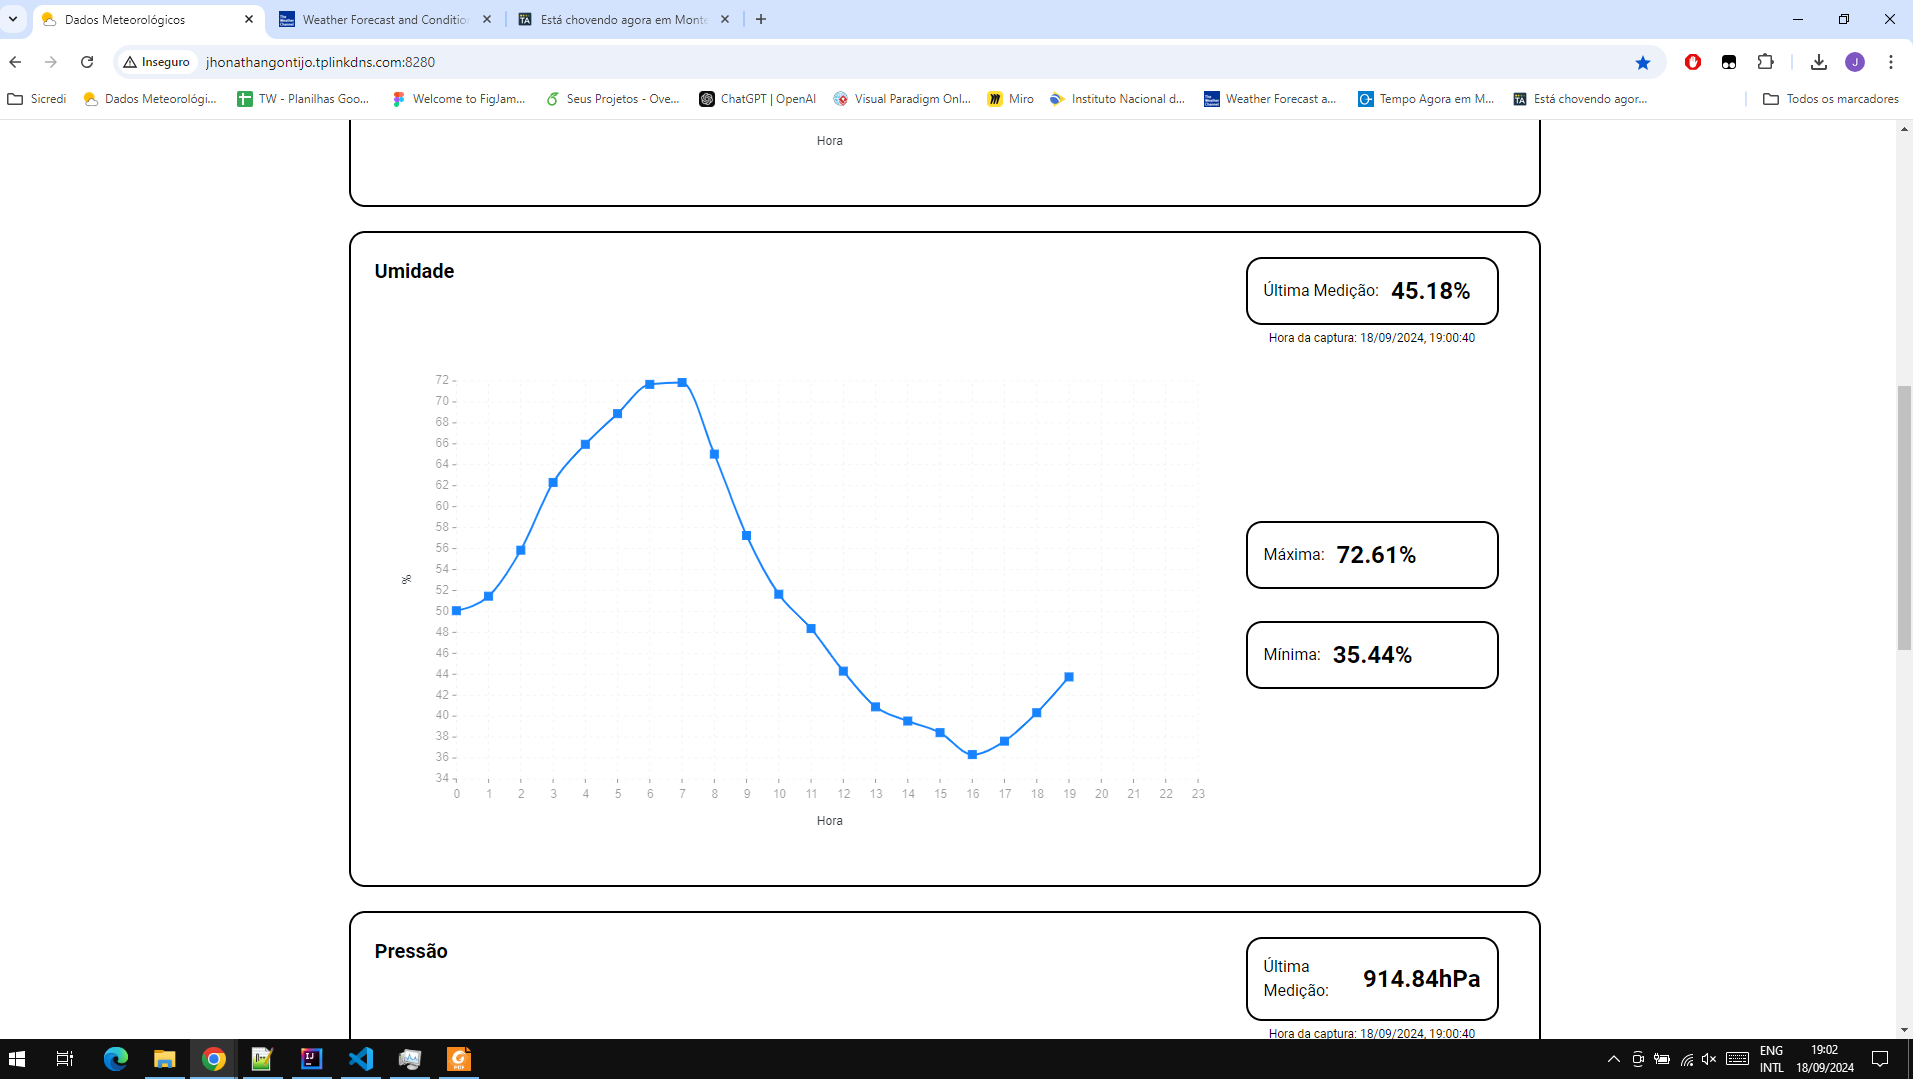 Dados Meteorológicos
Weather Forecast and Conditio
Está chovendo agora em Monte
Inseguro
jhonathangontijo.tplinkdns.com:8280
J
Sicredi
Dados Meteorológi...
TW - Planilhas Goo...
Welcome to FigJam...
Seus Projetos - Ove...
ChatGPT | OpenAI
Visual Paradigm Onl...
Miro
Instituto Nacional d...
Weather Forecast a...
Tempo Agora em M...
Está chovendo agor...
Todos os marcadores
Hora
Umidade
Última Medição: 45.18%
Hora da captura: 18/09/2024, 19:00:40
72
70
68
66
64
62
60
58
56
54
52
50
48
46
44
42
40
38
36
34
%
0 1 2 3 4 5 6 7 8 9 10 11 12 13 14 15 16 17 18 19 20 21 22 23
Hora
Máxima: 72.61%
Mínima: 35.44%
Pressão
Última
Medição:
914.84hPa
Hora da captura: 18/09/2024, 19:00:40
ENG
INTL
19:02
18/09/2024